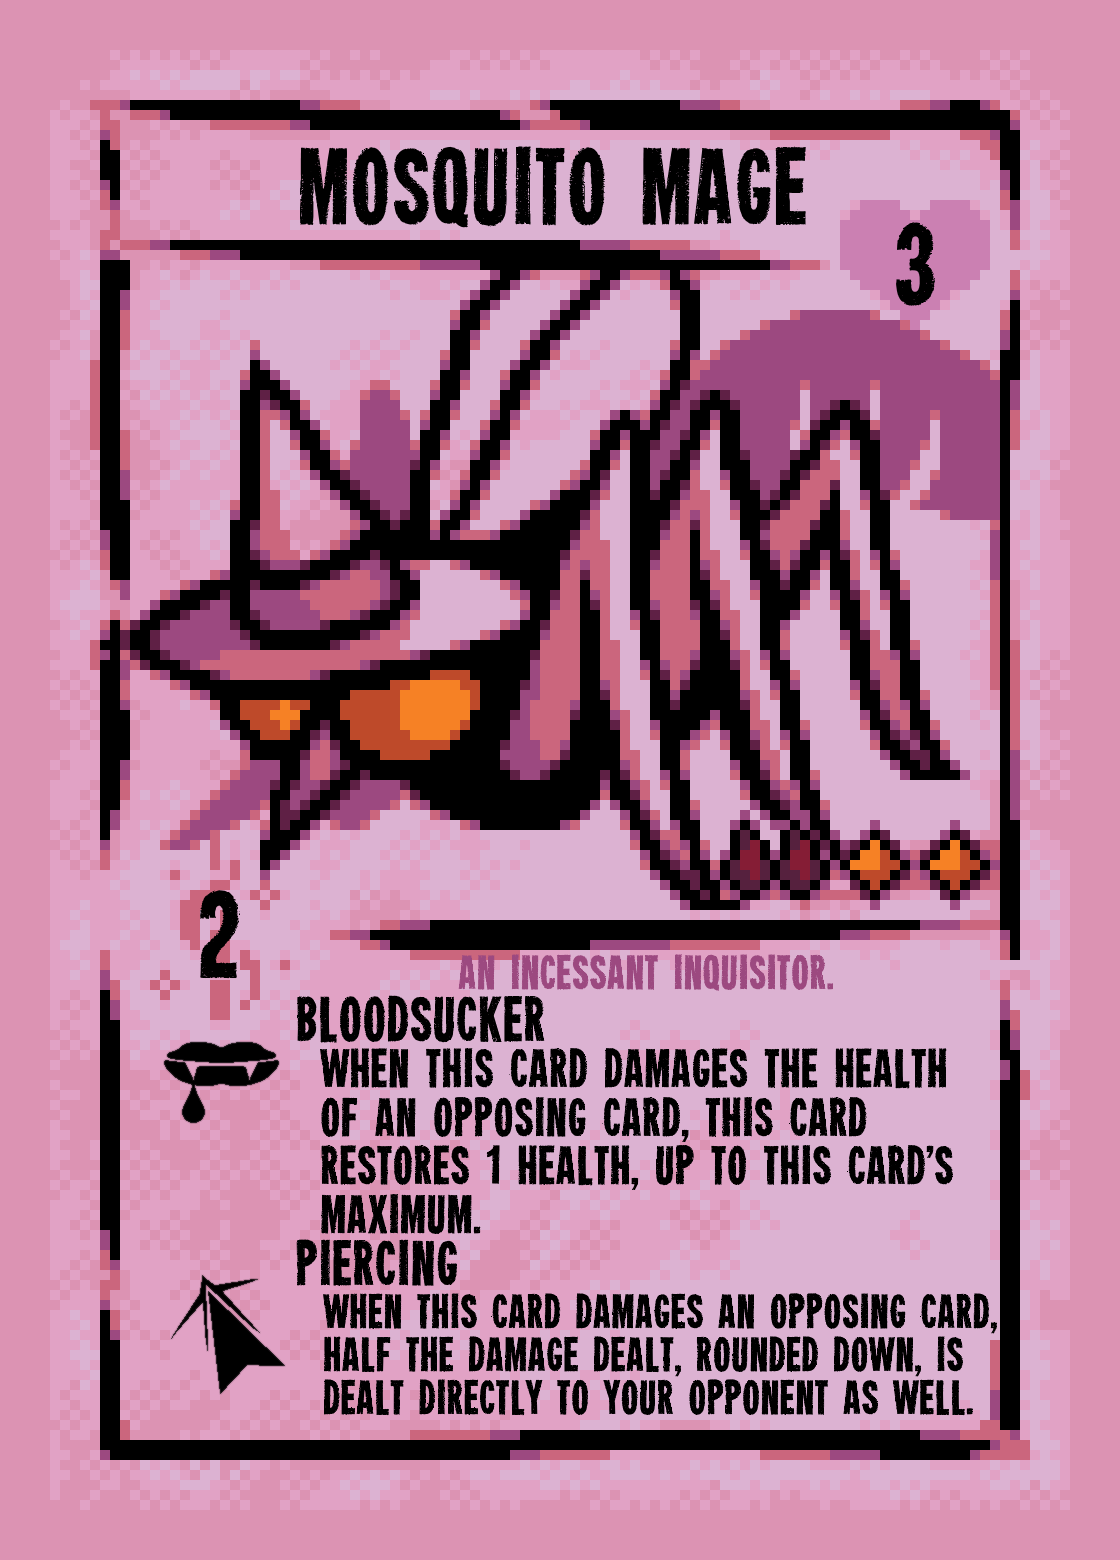 MOSQUITO MAGE
3
2
AN INCESSANT INQUISITOR.
BLOODSUCKER
WHEN THIS CARD DAMAGES THE HEALTH
OF AN OPPOSING CARD, THIS CARD
RESTORES 1 HEALTH, UP TO THIS CARD'S
MAXIMUM.
PIERCING
WHEN THIS CARD DAMAGES AN OPPOSING CARD,
HALF THE DAMAGE DEALT, ROUNDED DOWN, IS
DEALT DIRECTLY TO YOUR OPPONENT AS WELL.